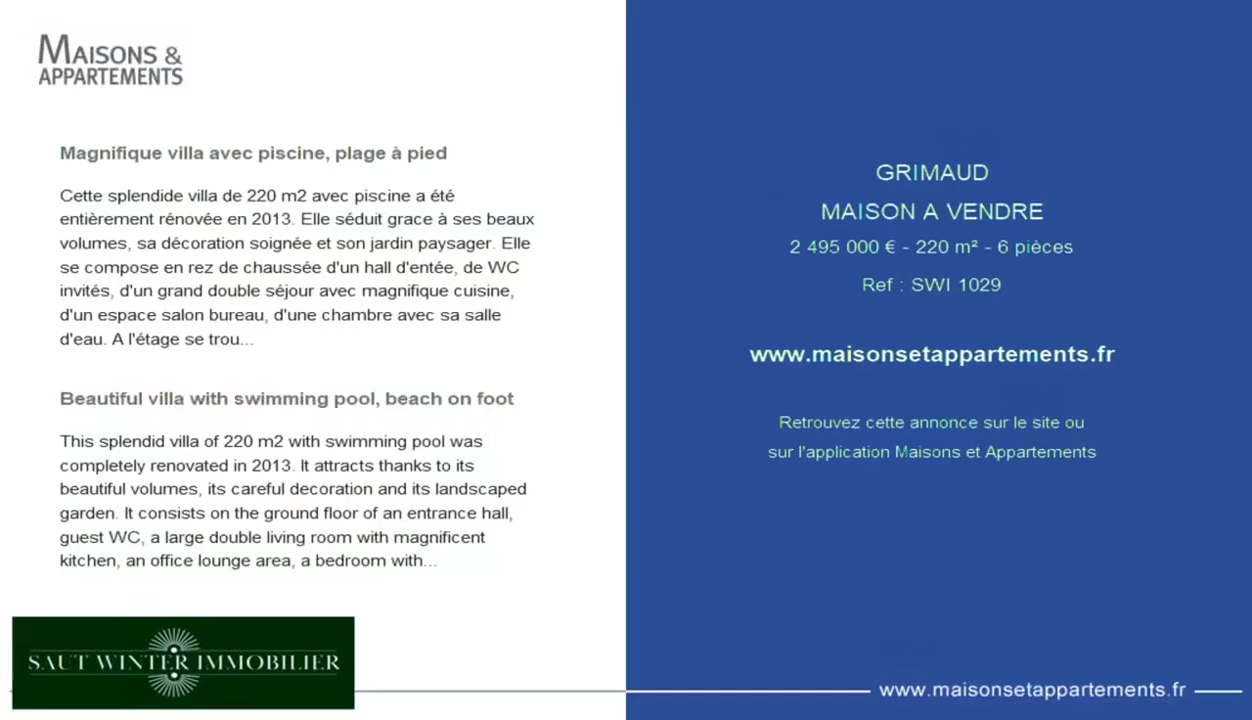 MAISONS &
APPARTEMENTS
Magnifique villa avec piscine, plage à pied
Cette splendide villa de 220 m2 avec piscine a été
entièrement rénovée en 2013. Elle séduit grace à ses beaux
volumes, sa décoration soignée et son jardin paysager. Elle
se compose en rez de chaussée d'un hall d'entée, de WC
invités, d'un grand double séjour avec magnifique cuisine,
d'un espace salon bureau, d'une chambre avec sa salle
d'eau. A l'étage se trou...
Beautiful villa with swimming pool, beach on foot
This splendid villa of 220 m2 with swimming pool was
completely renovated in 2013. It attracts thanks to its
beautiful volumes, its careful decoration and its landscaped
garden. It consists on the ground floor of an entrance hall,
guest WC, a large double living room with magnificent
kitchen, an office lounge area, a bedroom with...
SAUT WINTER IMMOBILIER
GRIMAUD
MAISON A VENDRE
2 495 000 € - 220 m² - 6 pièces
Ref : SWI 1029
www.maisonsetappartements.fr
Retrouvez cette annonce sur le site ou
sur l'application Maisons et Appartements
www.maisonsetappartements.fr